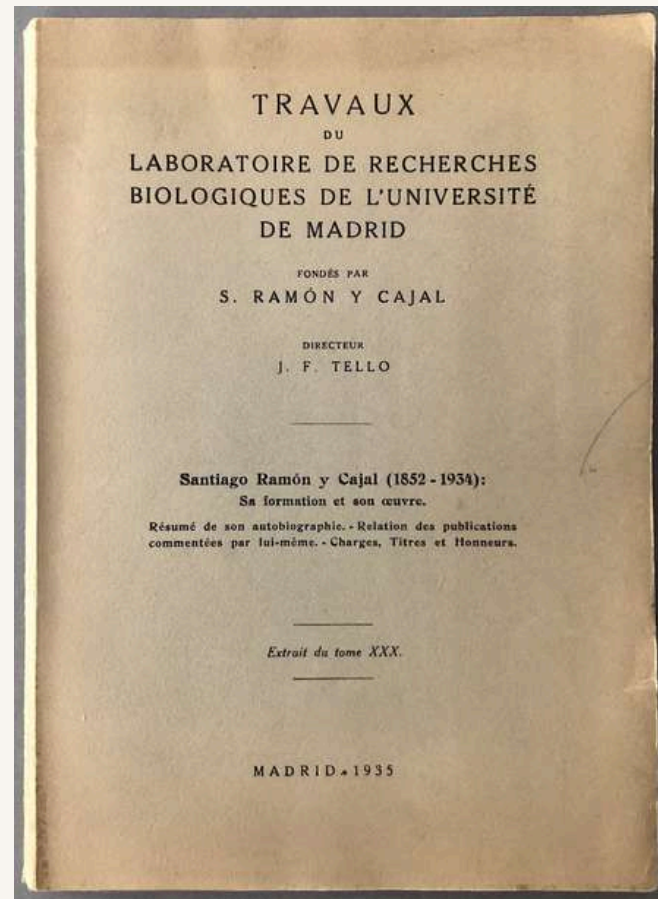 TRAVAUX
DU
LABORATOIRE DE RECHERCHES
BIOLOGIQUES DE L'UNIVERSITÉ
DE MADRID
FONDÉS PAR
S. RAMÓN Y CAJAL
DIRECTEUR
J. F. TELLO
Santiago Ramón y Cajal (1852 - 1934):
Sa formation et son œuvre.
Résumé de son autobiographie. - Relation des publications
commentées par lui-même. - Charges, Titres et Honneurs.
Extrait du tome XXX.
MADRID - 1935